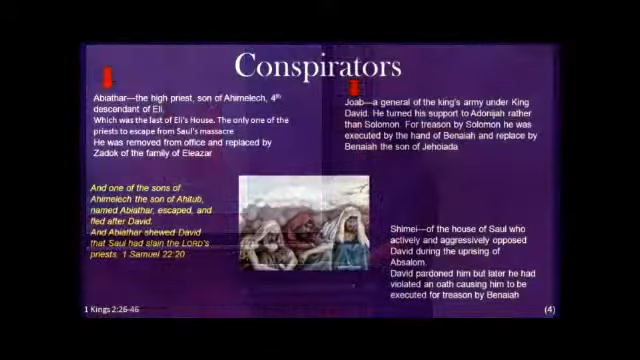 Conspirators
Abiathar—the high priest, son of Ahimelech, 4th
descendant of Eli.
Which was the last of Eli's House. The only one of the
priests to escape from Saul's massacre
He was removed from office and replaced by
Zadok of the family of Eleazar
Joab—a general of the king's army under King
David. He turned his support to Adonijah rather
than Solomon. For treason by Solomon he was
executed by the hand of Benaiah and replace by
Benaiah the son of Jehoiada
And one of the sons of
Ahimelech the son of Ahitub,
named Abiathar, escaped, and
fled after David.
And Abiathar shewed David
that Saul had slain the LORD'S
priests. 1 Samuel 22:20
Shimei—of the house of Saul who
actively and aggressively opposed
David during the uprising of
Absalom.
David pardoned him but later he had
violated an oath causing him to be
executed for treason by Benaiah
1 Kings 2:26-46
(4)